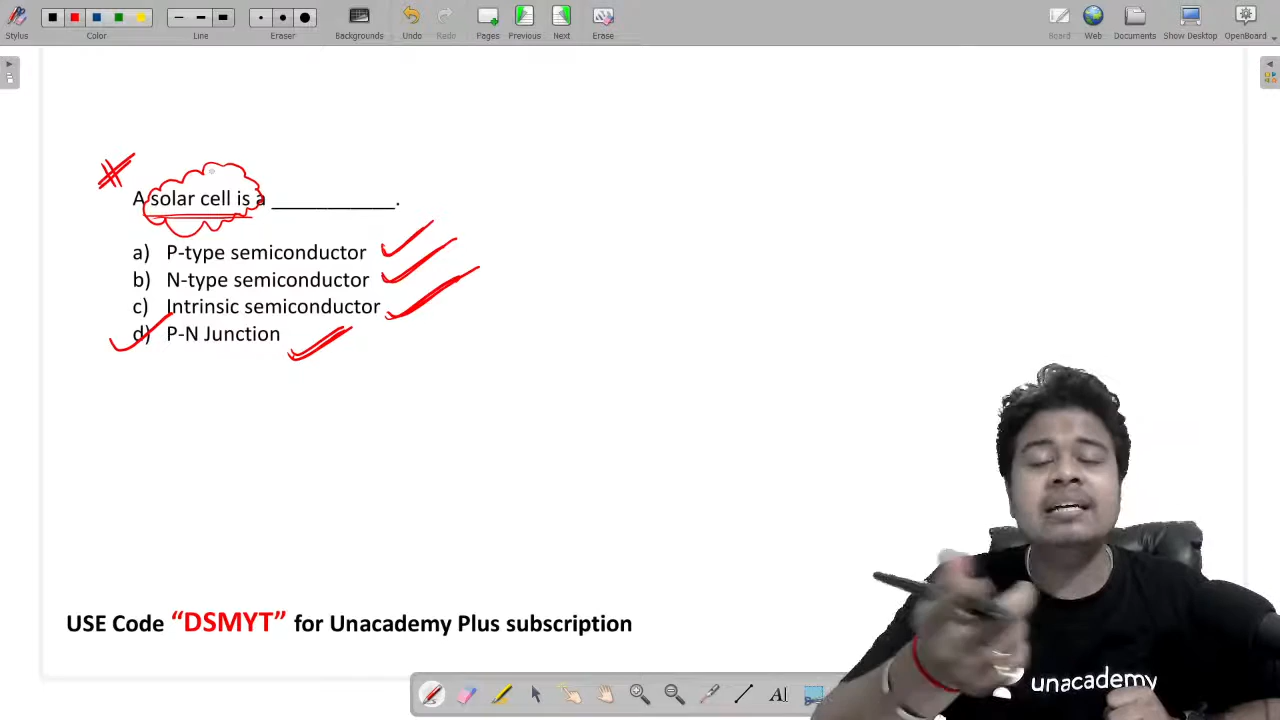 Stylus Color Line Eraser Backgrounds Undo Redo Pages Previous Next Erase Board Web Documents Show Desktop OpenBoard
A solar cell is a ___________.
a) P-type semiconductor
b) N-type semiconductor
c) Intrinsic semiconductor
d) P-N Junction
USE Code “DSMYT” for Unacademy Plus subscription
unacademy